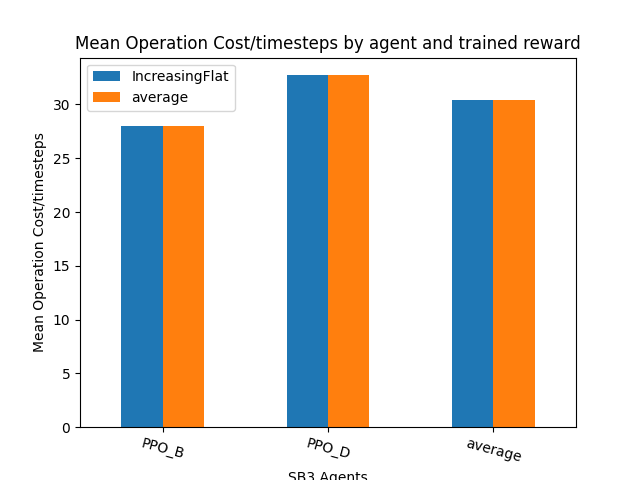 Mean Operation Cost/timesteps by agent and trained reward
IncreasingFlat
average
Mean Operation Cost/timesteps
30
25
20
15
10
5
0
PPO_B
PPO_D
average
SB3 Agents